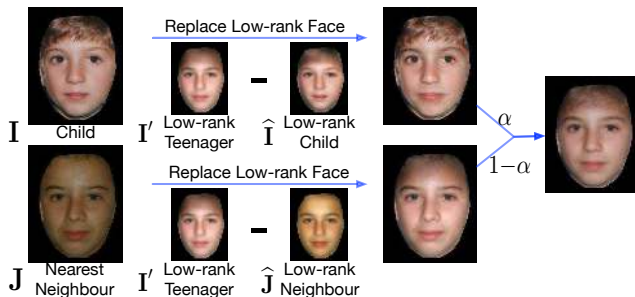 Replace Low-rank Face
I Child
I′ Low-rank Teenager
−
Î Low-rank Child
α
Replace Low-rank Face
1−α
J Nearest Neighbour
I′ Low-rank Teenager
−
Ĵ Low-rank Neighbour